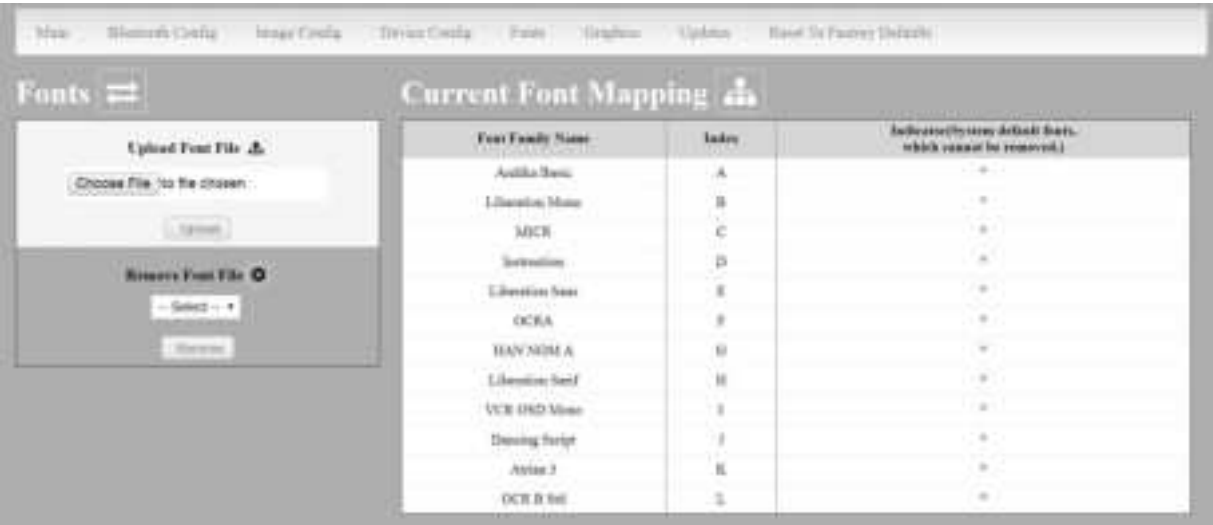 Main Bluetooth Config Image Config Device Config Fonts Graphics Updates Reset To Factory Defaults
Fonts
Current Font Mapping
Upload Font File
Choose File no file chosen
Upload
Remove Font File
-- Select --
Remove
Font Family Name Index Indicator(System default fonts, which cannot be removed.)
Andika Basic A *
Liberation Mono B *
MICR C *
D *
Liberation Sans E *
OCRA F *
HAN NOM A G *
Liberation Serif H *
VCR OSD Mono I *
Dancing Script J *
K *
OCR B L *